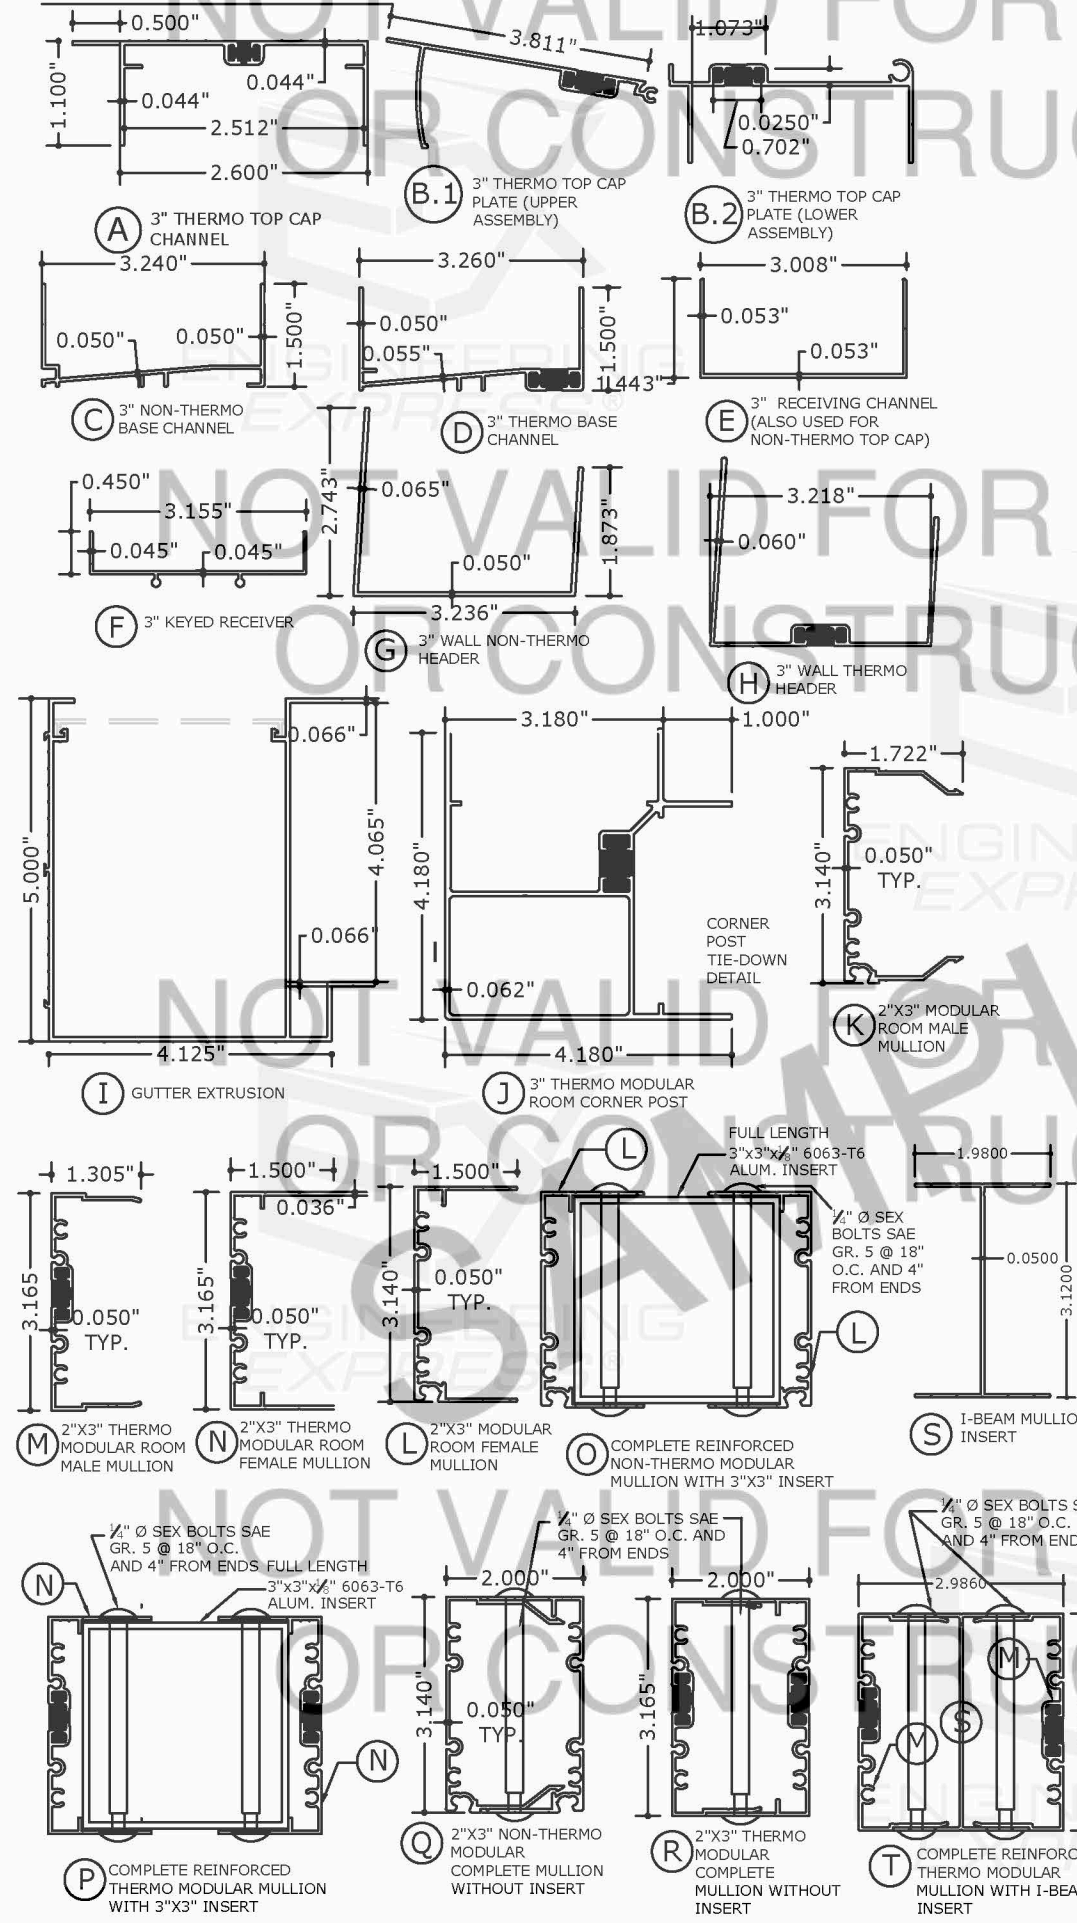 0.500"
1.100"
0.044"
0.044"
2.512"
2.600"
A
3" THERMO TOP CAP
CHANNEL
3.811"
B.1
3" THERMO TOP CAP
PLATE (UPPER
ASSEMBLY)
1.073"
0.0250"
0.702"
B.2
3" THERMO TOP CAP
PLATE (LOWER
ASSEMBLY)
3.240"
0.050"
0.050"
1.500"
C
3" NON-THERMO
BASE CHANNEL
3.260"
0.050"
0.055"
1.500"
D
3" THERMO BASE
CHANNEL
3.008"
0.053"
0.053"
1.443"
E
3" RECEIVING CHANNEL
(ALSO USED FOR
NON-THERMO TOP CAP)
0.450"
3.155"
0.045"
0.045"
F
3" KEYED RECEIVER
2.743"
0.065"
0.050"
1.873"
3.236"
G
3" WALL NON-THERMO
HEADER
3.218"
0.060"
H
3" WALL THERMO
HEADER
0.066"
5.000"
4.065"
0.066"
4.125"
I
GUTTER EXTRUSION
3.180"
1.000"
4.180"
0.062"
4.180"
CORNER
POST
TIE-DOWN
DETAIL
J
3" THERMO MODULAR
ROOM CORNER POST
1.722"
3.140"
0.050"
TYP.
K
2"X3" MODULAR
ROOM MALE
MULLION
1.305"
3.165
0.050"
TYP.
M
2"X3" THERMO
MODULAR ROOM
MALE MULLION
1.500"
0.036"
3.165"
0.050"
TYP.
N
2"X3" THERMO
MODULAR ROOM
FEMALE MULLION
1.500"
3.140"
0.050"
TYP.
L
2"X3" MODULAR
ROOM FEMALE
MULLION
L
FULL LENGTH
3"x3"x⅛" 6063-T6
ALUM. INSERT
¼" Ø SEX
BOLTS SAE
GR. 5 @ 18"
O.C. AND 4"
FROM ENDS
L
O
COMPLETE REINFORCED
NON-THERMO MODULAR
MULLION WITH 3"X3" INSERT
1.9800
0.0500
3.1200
S
I-BEAM MULLIO
INSERT
¼" Ø SEX BOLTS SAE
GR. 5 @ 18" O.C.
AND 4" FROM ENDS FULL LENGTH
3"x3"x⅛" 6063-T6
ALUM. INSERT
N
N
P
COMPLETE REINFORCED
THERMO MODULAR MULLION
WITH 3"X3" INSERT
¼" Ø SEX BOLTS SAE
GR. 5 @ 18" O.C. AND
4" FROM ENDS
2.000"
3.140"
0.050"
TYP.
Q
2"X3" NON-THERMO
MODULAR
COMPLETE MULLION
WITHOUT INSERT
2.000"
3.165"
R
2"X3" THERMO
MODULAR
COMPLETE
MULLION WITHOUT
INSERT
¼" Ø SEX BOLTS S
GR. 5 @ 18" O.C.
AND 4" FROM END
2.9860
M
S
M
T
COMPLETE REINFORC
THERMO MODULAR
MULLION WITH I-BEA
INSERT
NOT VALID FOR
OR CONSTRUC
ENGINEERING
EXPRESS®
NOT VALID FOR
OR CONSTRUC
ENGIN
EXPR
NOT VALID FOR
OR CONSTRUC
ENGINEERING
EXPRESS®
SAMPL
NOT VALID FOR
OR CONSTRUC